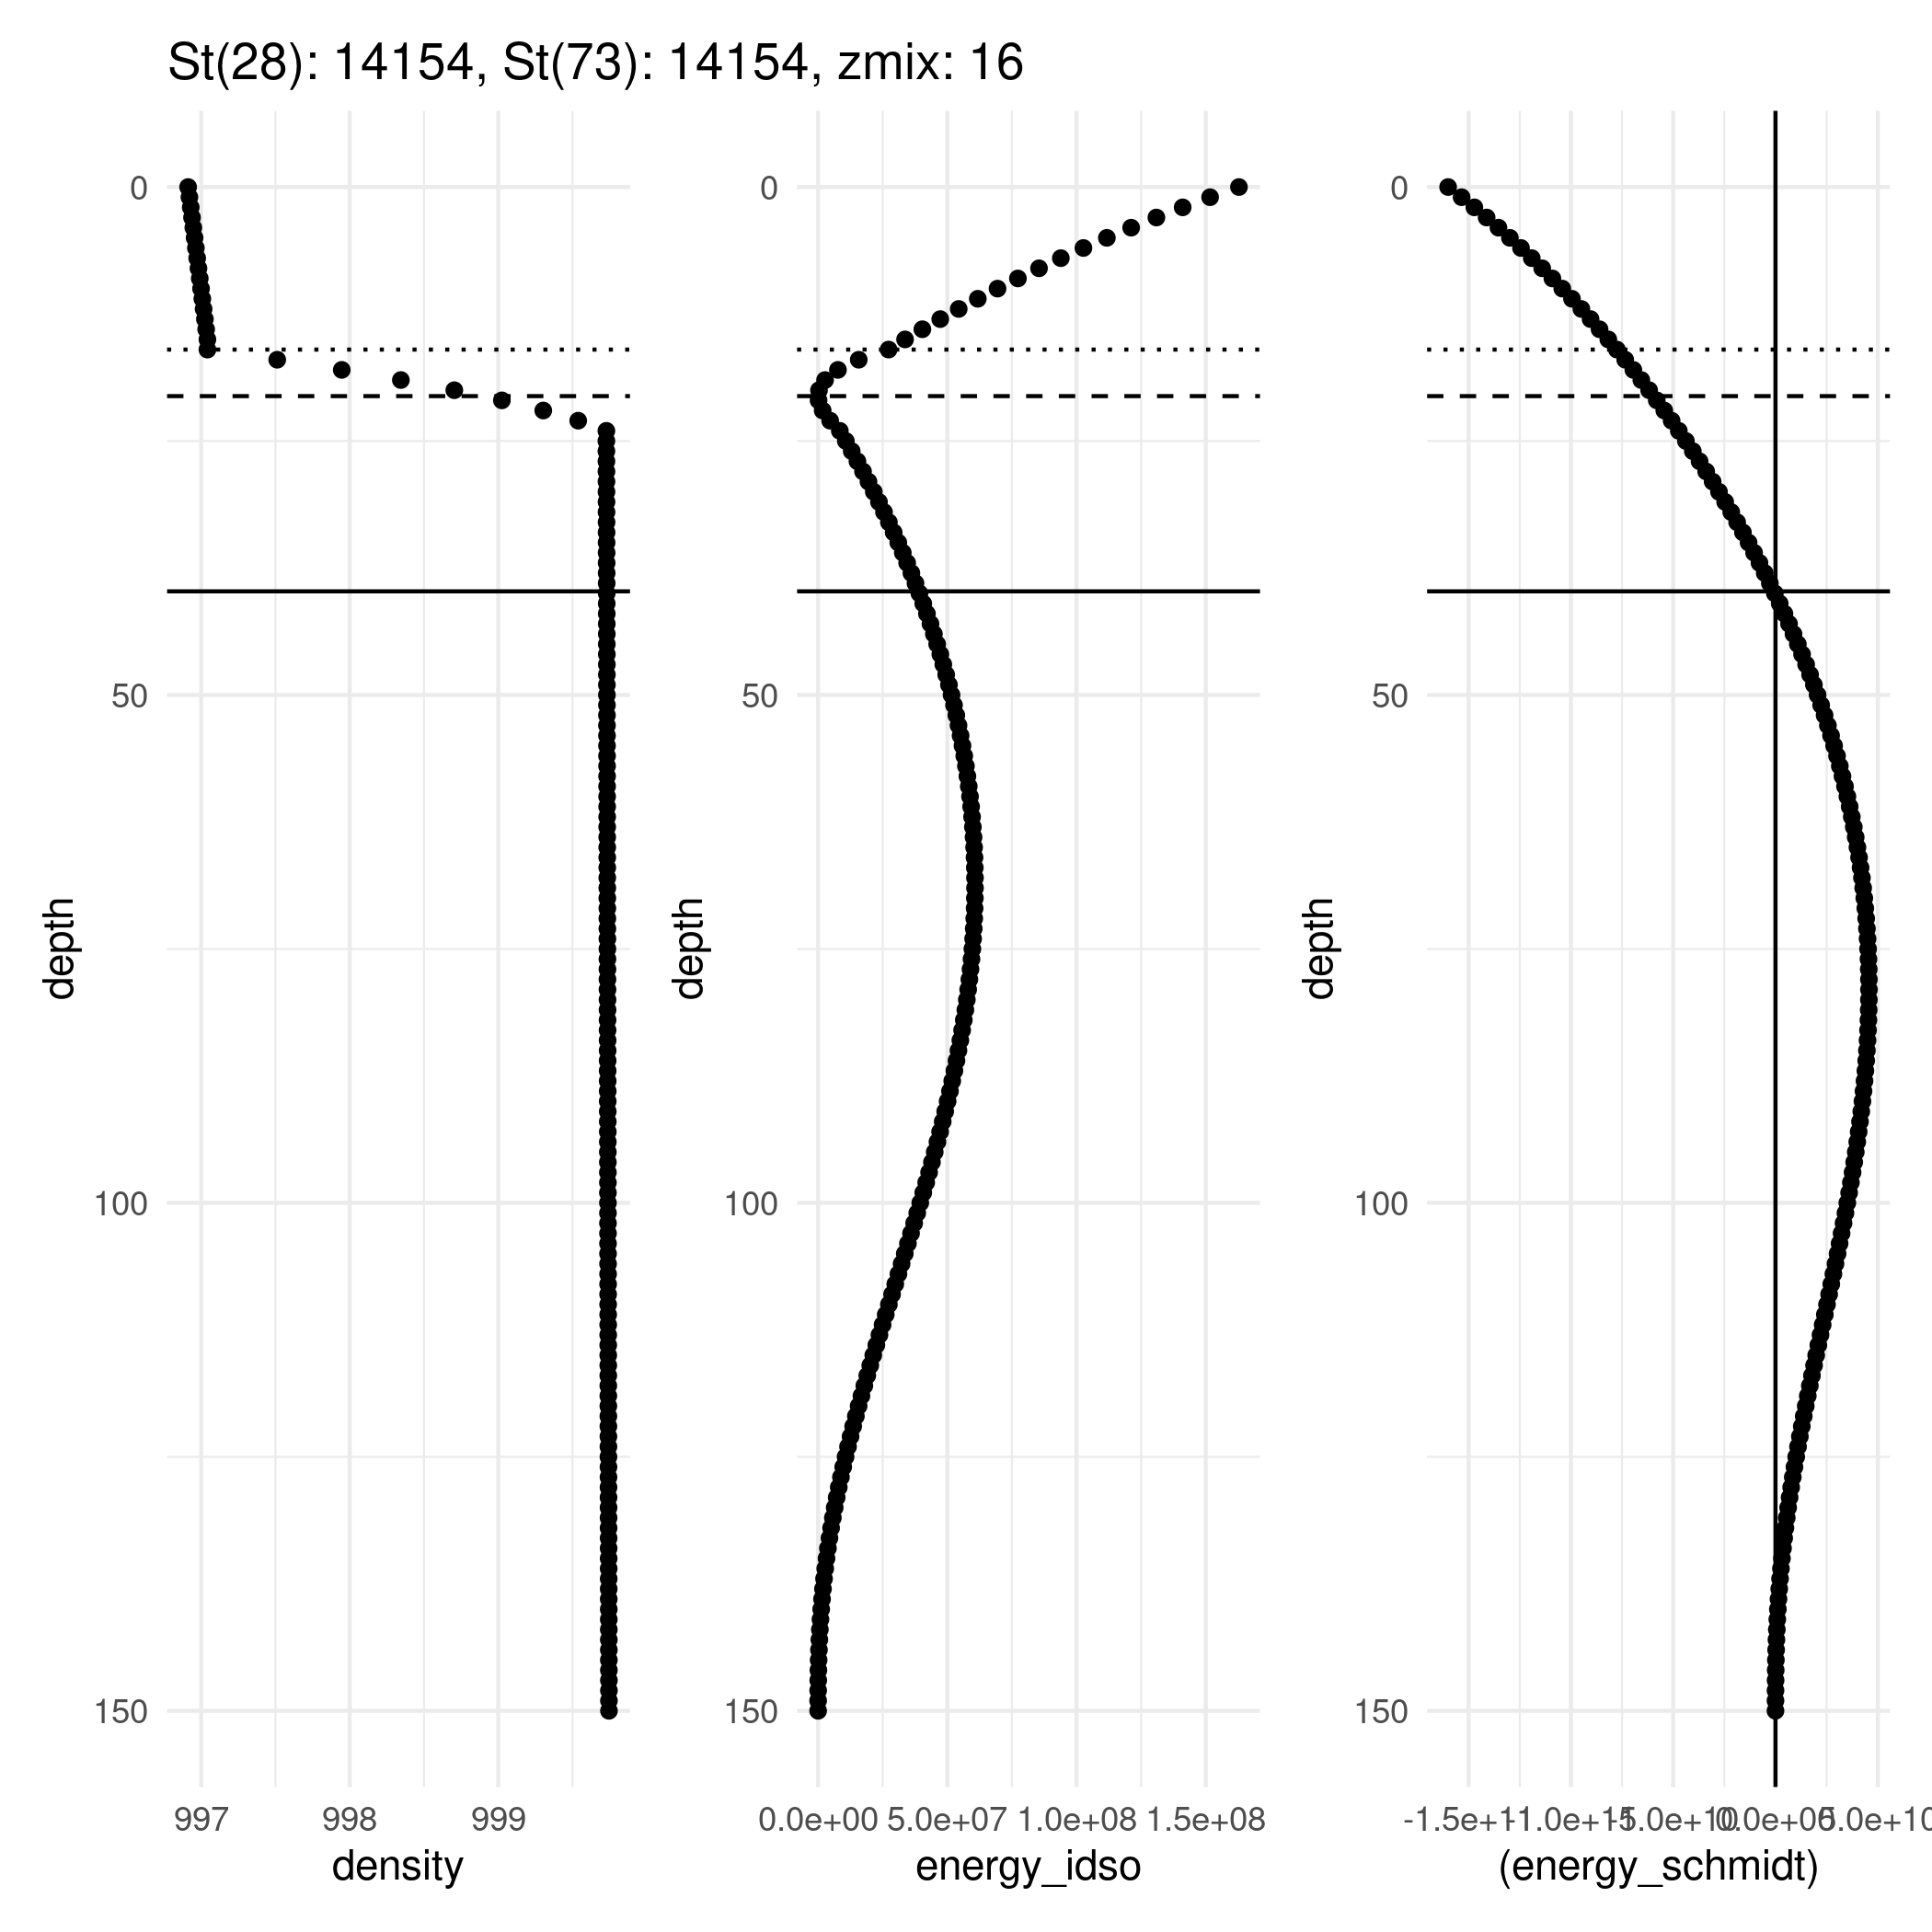 St(28): 14154, St(73): 14154, zmix: 16
0
50
100
150
depth
997 998 999
density
0
50
100
150
depth
0.0e+00 5.0e+07 1.0e+08 1.5e+08
energy_idso
0
50
100
150
depth
(energy_schmidt)